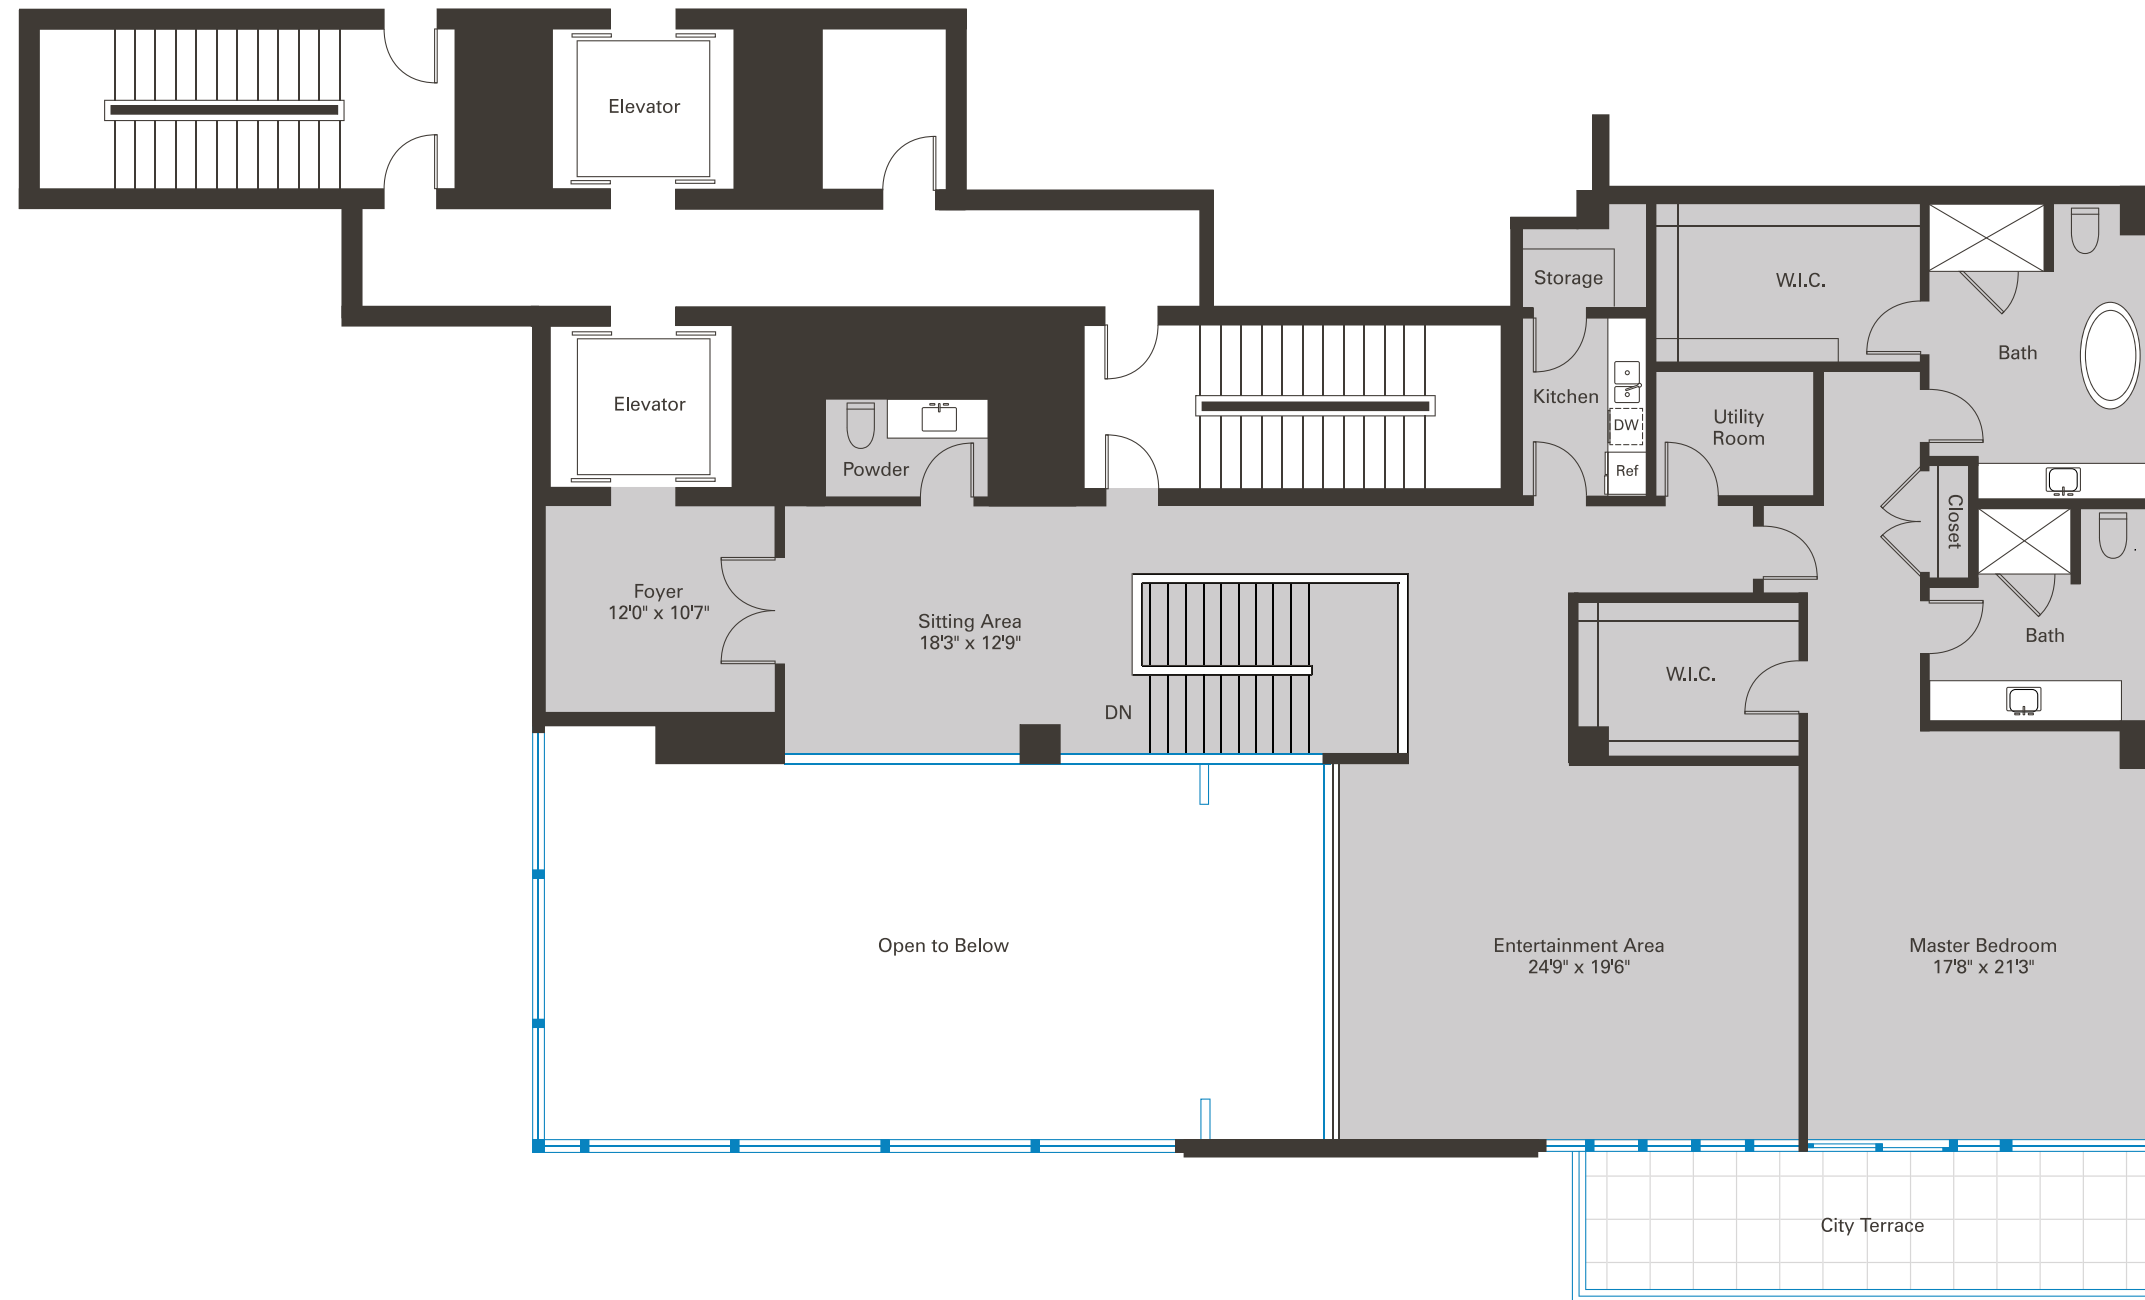 Elevator
Storage
W.I.C.
Bath
Elevator
Kitchen
Utility
Room
DW
Powder
Ref
Closet
Foyer
12'0" x 10'7"
Sitting Area
18'3" x 12'9"
Bath
W.I.C.
DN
Open to Below
Entertainment Area
24'9" x 19'6"
Master Bedroom
17'8" x 21'3"
City Terrace